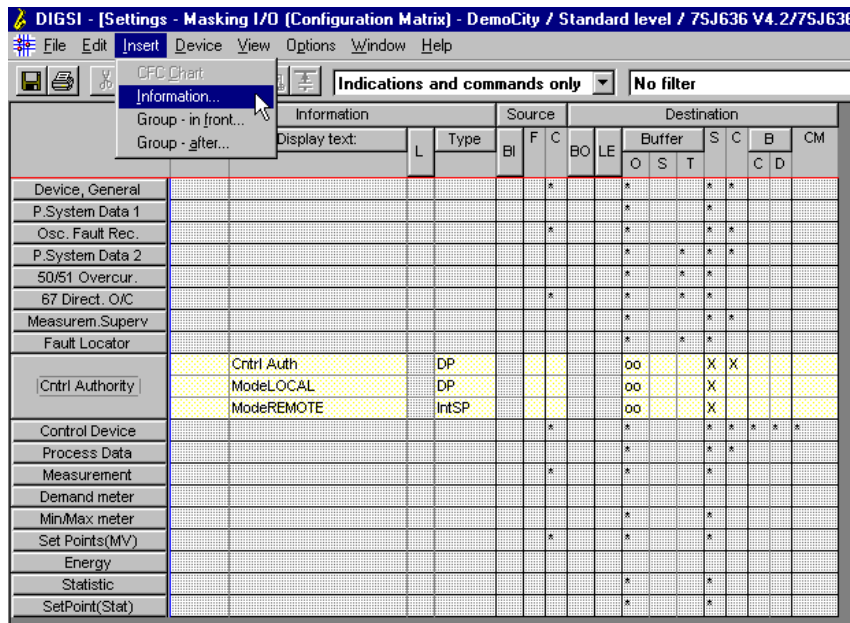 DIGSI - [Settings - Masking I/O (Configuration Matrix) - DemoCity / Standard level / 7SJ636 V4.2/7SJ636
File Edit Insert Device View Options Window Help
CFC Chart
Information...
Group - in front...
Group - after...
Indications and commands only No filter
Information Source Destination
Display text: L Type BI F C BO LE Buffer S C B CM
O S T C D
Device, General * * * *
P.System Data 1 * *
Osc. Fault Rec. * * * *
P.System Data 2 * * * *
50/51 Overcur. * * *
67 Direct. O/C * * * *
Measurem.Superv * * *
Fault Locator * * *
Cntrl Auth DP oo X X
Cntrl Authority ModeLOCAL DP oo X
ModeREMOTE IntSP oo X
Control Device * * * * * * *
Process Data * * *
Measurement * * *
Demand meter
Min/Max meter * *
Set Points(MV) * * *
Energy
Statistic * *
SetPoint(Stat) * *